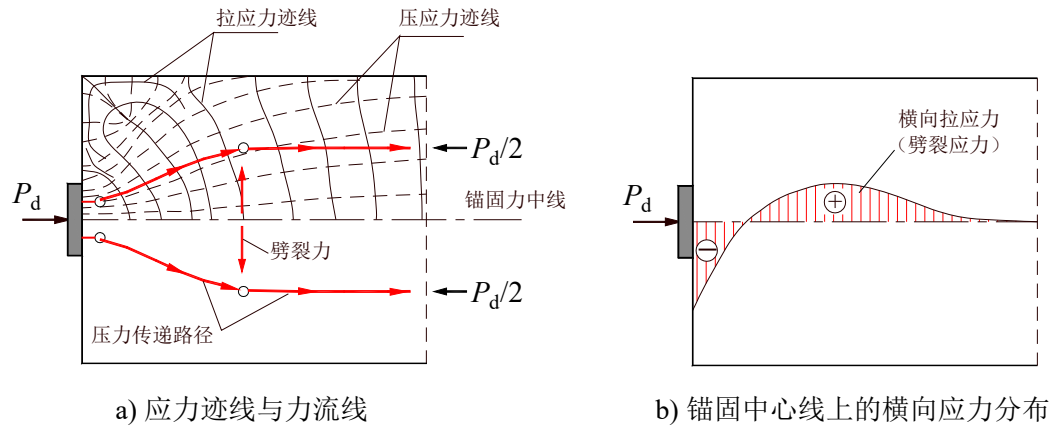 拉应力迹线
压应力迹线
P_d
P_d/2
锚固力中线
劈裂力
P_d/2
压力传递路径
a) 应力迹线与力流线
横向拉应力
（劈裂应力）
P_d
+
−
b) 锚固中心线上的横向应力分布